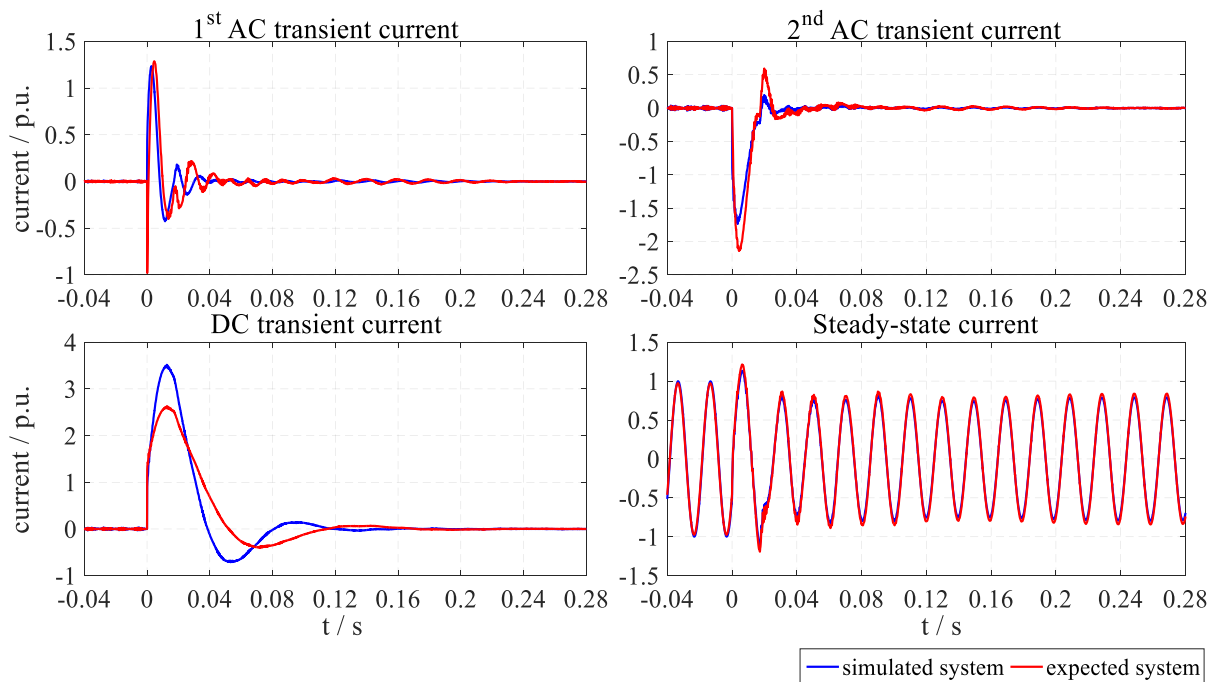 1st AC transient current
current / p.u.
1.5
1
0.5
0
-0.5
-1
-0.04 0 0.04 0.08 0.12 0.16 0.2 0.24 0.28
2nd AC transient current
1
0.5
0
-0.5
-1
-1.5
-2
-2.5
-0.04 0 0.04 0.08 0.12 0.16 0.2 0.24 0.28
DC transient current
current / p.u.
4
3
2
1
0
-1
-0.04 0 0.04 0.08 0.12 0.16 0.2 0.24 0.28
t / s
Steady-state current
1.5
1
0.5
0
-0.5
-1
-1.5
-0.04 0 0.04 0.08 0.12 0.16 0.2 0.24 0.28
t / s
simulated system expected system